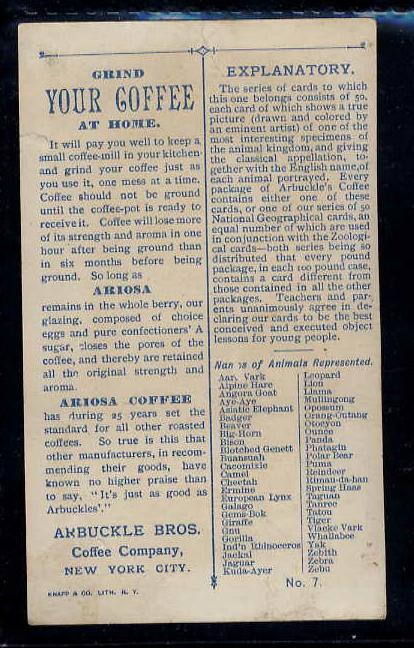 GRIND
YOUR COFFEE
AT HOME.
It will pay you well to keep a
small coffee-mill in your kitchen
and grind your coffee just as
you use it, one mess at a time.
Coffee should not be ground
until the coffee-pot is ready to
receive it. Coffee will lose more
of its strength and aroma in one
hour after being ground than
in six months before being
ground. So long as
ARIOSA
remains in the whole berry, our
glazing, composed of choice
eggs and pure confectioners' A
sugar, closes the pores of the
coffee, and thereby are retained
all the original strength and
aroma.
ARIOSA COFFEE
has during 25 years set the
standard for all other roasted
coffees. So true is this that
other manufacturers, in recom-
mending their goods, have
known no higher praise than
to say, "It's just as good as
Arbuckles'."
ARBUCKLE BROS.
Coffee Company,
NEW YORK CITY.
KNAPP & CO. LITH. N. Y.
EXPLANATORY.
The series of cards to which
this one belongs consists of 50,
each card of which shows a true
picture (drawn and colored by
an eminent artist) of one of the
most interesting specimens of
the animal kingdom, and giving
the classical appellation, to-
gether with the English name, of
each animal portrayed. Every
package of Arbuckle's Coffee
contains either one of these
cards, or one of our series of 50
National Geographical cards, an
equal number of which are used
in conjunction with the Zoologi-
cal cards—both series being so
distributed that every pound
package, in each 100 pound case,
contains a card different from
those contained in all the other
packages. Teachers and par-
ents unanimously agree in de-
claring our cards to be the best
conceived and executed object
lessons for young people.
Names of Animals Represented.
Aar. Vark
Alpine Hare
Angora Goat
Aye-Aye
Asiatic Elephant
Badger
Beaver
Big-Horn
Bison
Blotched Genett
Buansuah
Cacomixle
Camel
Cheetah
Ermine
European Lynx
Galago
Gems-Bok
Giraffe
Gnu
Gorilla
Ind'n Rhinoceros
Jackal
Jaguar
Kuda-Ayer
Leopard
Lion
Llama
Mullingong
Opossum
Orang-Outang
Otocyon
Ounce
Panda
Phatagin
Polar Bear
Puma
Reindeer
Rimau-da-han
Spring Haas
Taguan
Tanrec
Tatou
Tiger
Vlacke Vark
Whallabee
Yak
Zebith
Zebra
Zebu
No. 7.